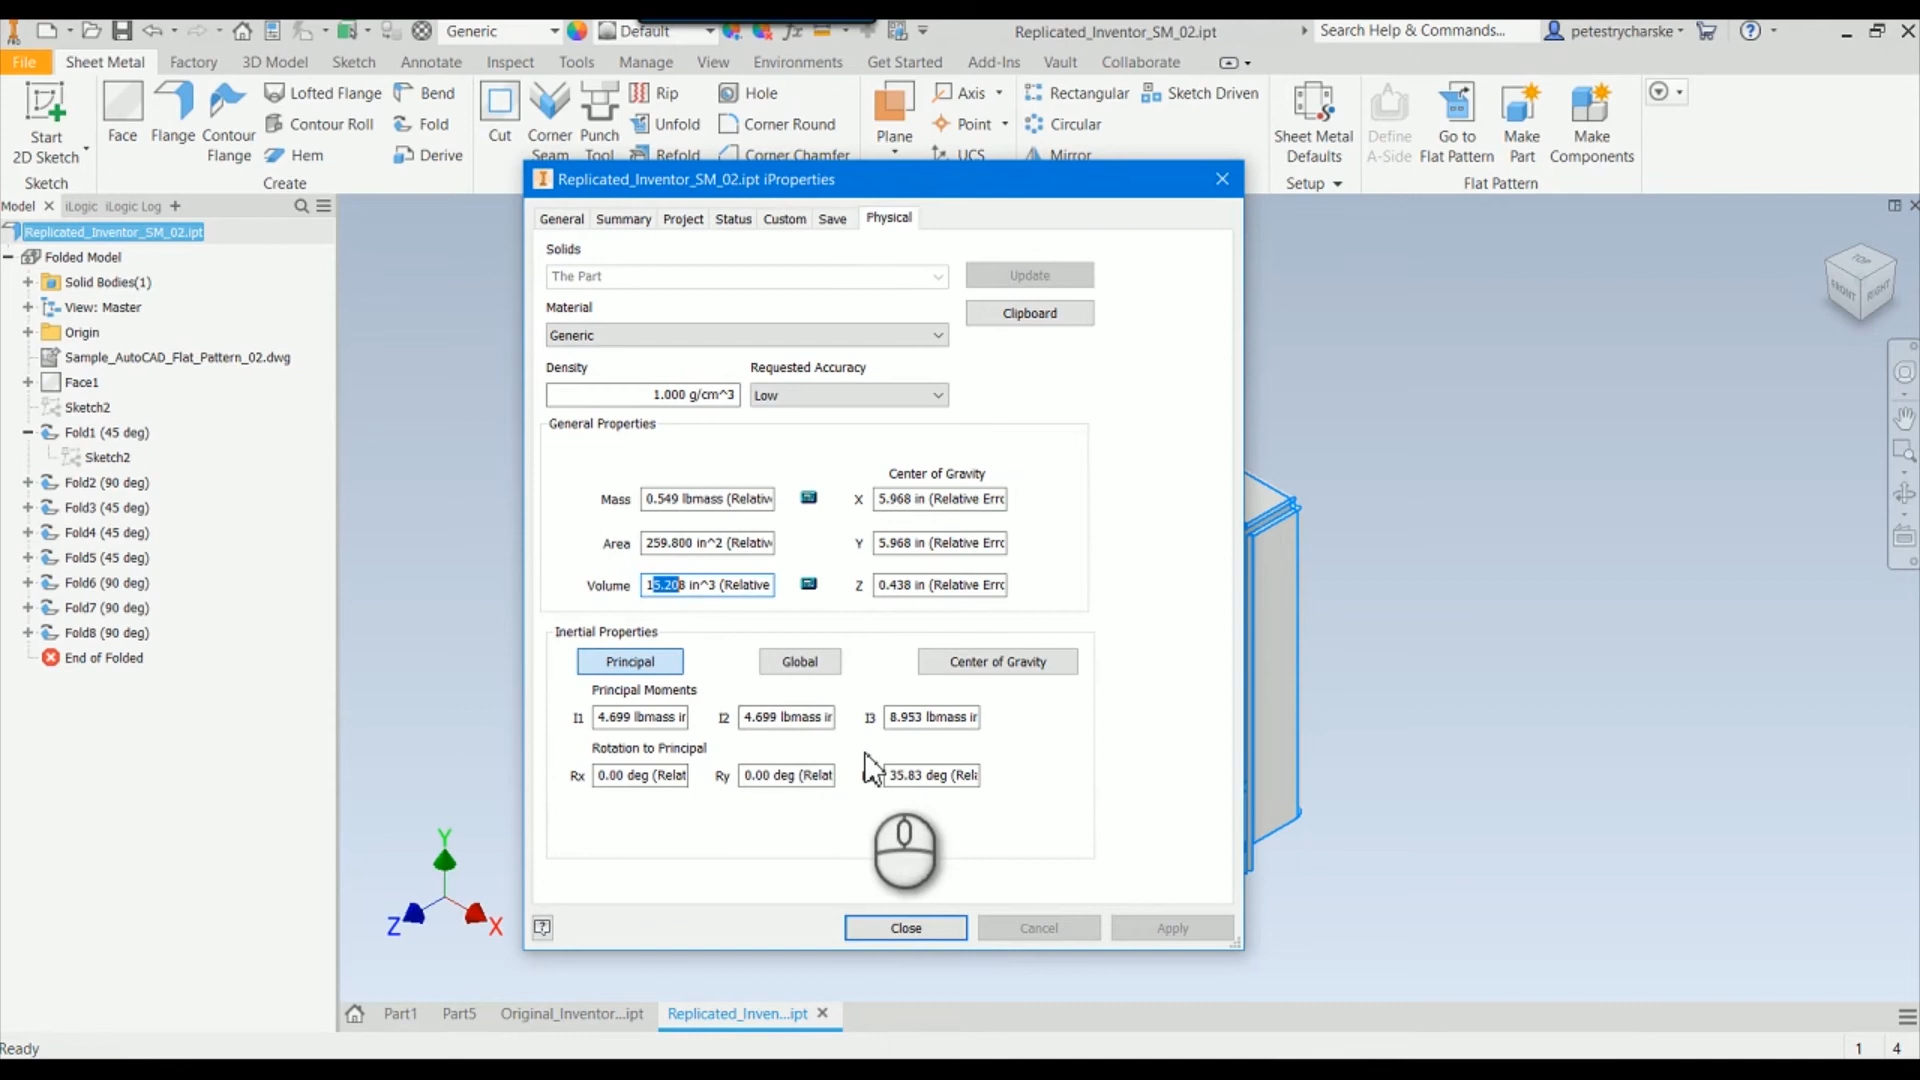 Generic
Default
fx
Replicated_Inventor_SM_02.ipt
Search Help & Commands...
petestrycharske
PRO
File
Sheet Metal
Factory
3D Model
Sketch
Annotate
Inspect
Tools
Manage
View
Environments
Get Started
Add-Ins
Vault
Collaborate
Start
2D Sketch
Sketch
Face
Flange
Contour
Flange
Lofted Flange
Contour Roll
Hem
Bend
Fold
Derive
Create
Cut
Corner
Seam
Punch
Tool
Rip
Unfold
Refold
Hole
Corner Round
Corner Chamfer
Plane
Axis
Point
UCS
Rectangular
Circular
Mirror
Sketch Driven
Sheet Metal
Defaults
Setup
Define
A-Side
Go to
Flat Pattern
Make
Part
Make
Components
Flat Pattern
Model
iLogic
iLogic Log
Replicated_Inventor_SM_02.ipt
Folded Model
Solid Bodies(1)
View: Master
Origin
Sample_AutoCAD_Flat_Pattern_02.dwg
Face1
Sketch2
Fold1 (45 deg)
Sketch2
Fold2 (90 deg)
Fold3 (45 deg)
Fold4 (45 deg)
Fold5 (45 deg)
Fold6 (90 deg)
Fold7 (90 deg)
Fold8 (90 deg)
End of Folded
Replicated_Inventor_SM_02.ipt iProperties
General
Summary
Project
Status
Custom
Save
Physical
Solids
The Part
Update
Material
Clipboard
Generic
Density
Requested Accuracy
1.000 g/cm^3
Low
General Properties
Center of Gravity
Mass 0.549 lbmass (Relativ
X 5.968 in (Relative Erro
Area 259.800 in^2 (Relativ
Y 5.968 in (Relative Erro
Volume 15.208 in^3 (Relative
Z 0.438 in (Relative Erro
Inertial Properties
Principal
Global
Center of Gravity
Principal Moments
I1 4.699 lbmass in
I2 4.699 lbmass in
I3 8.953 lbmass in
Rotation to Principal
Rx 0.00 deg (Relat
Ry 0.00 deg (Relat
35.83 deg (Rela
Close
Cancel
Apply
TOP
FRONT
RIGHT
Y
Z
X
Part1
Part5
Original_Inventor...ipt
Replicated_Inven...ipt
Ready
1
4